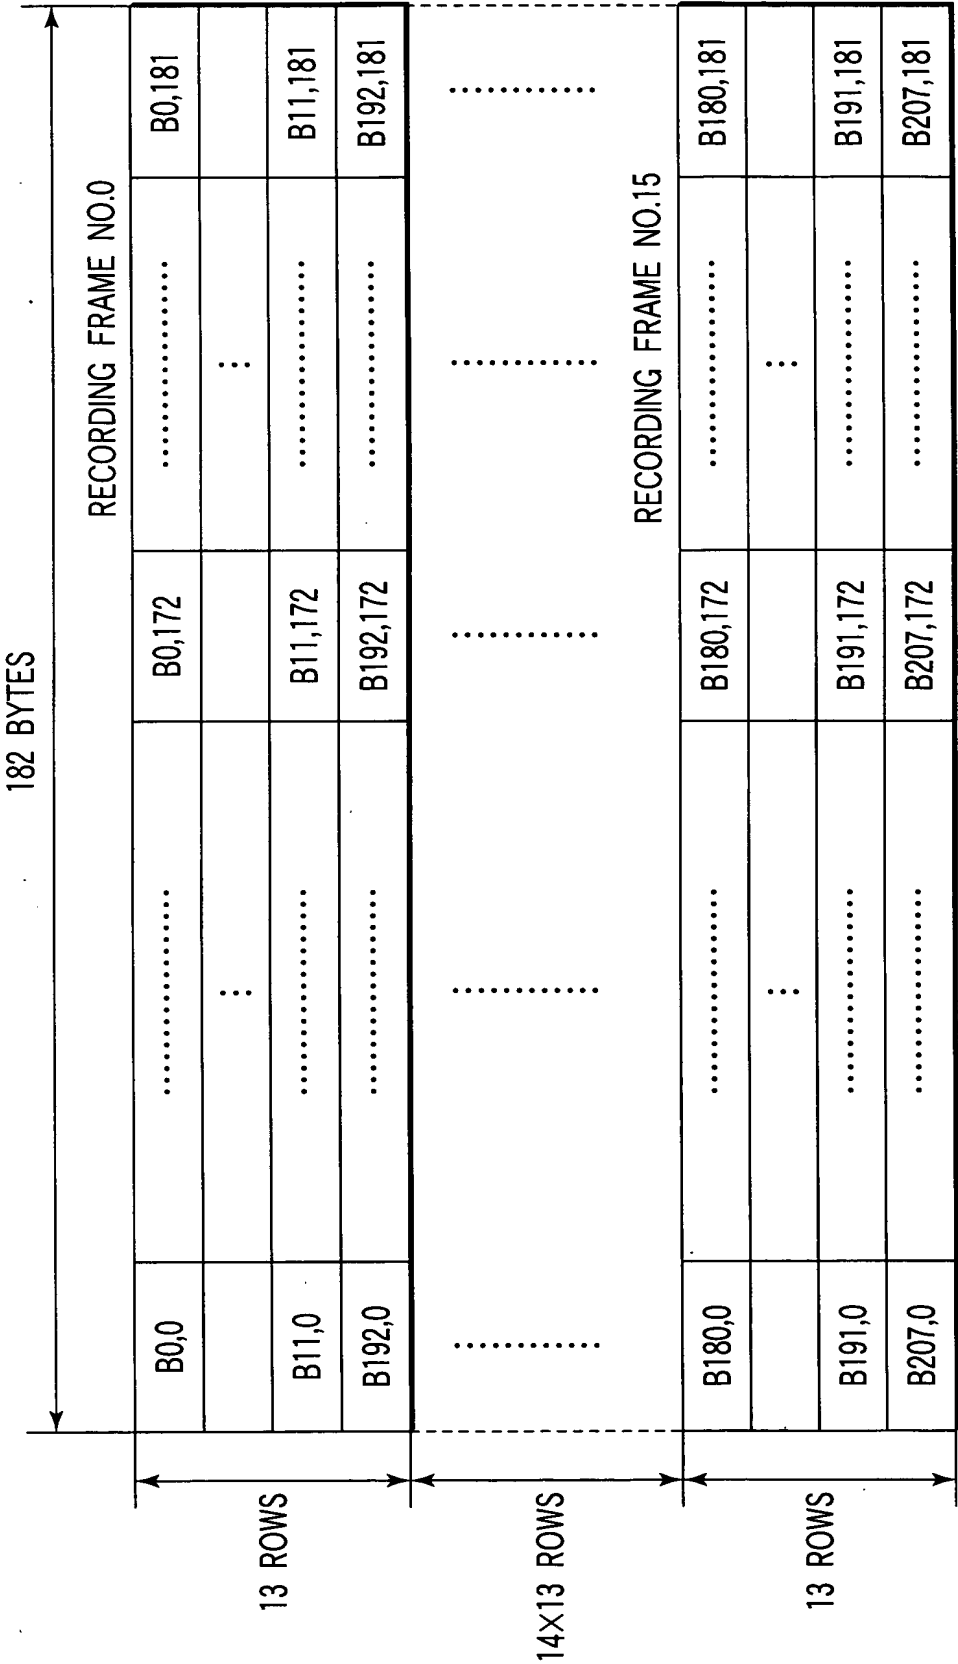 182 BYTES
RECORDING FRAME NO.0
B0,0 .................. B0,172 .................. B0,181
... ...
B11,0 .................. B11,172 .................. B11,181
B192,0 .................. B192,172 .................. B192,181
13 ROWS
............ ............ ............ ............ ............
14×13 ROWS
RECORDING FRAME NO.15
B180,0 .................. B180,172 .................. B180,181
... ...
B191,0 .................. B191,172 .................. B191,181
B207,0 .................. B207,172 .................. B207,181
13 ROWS